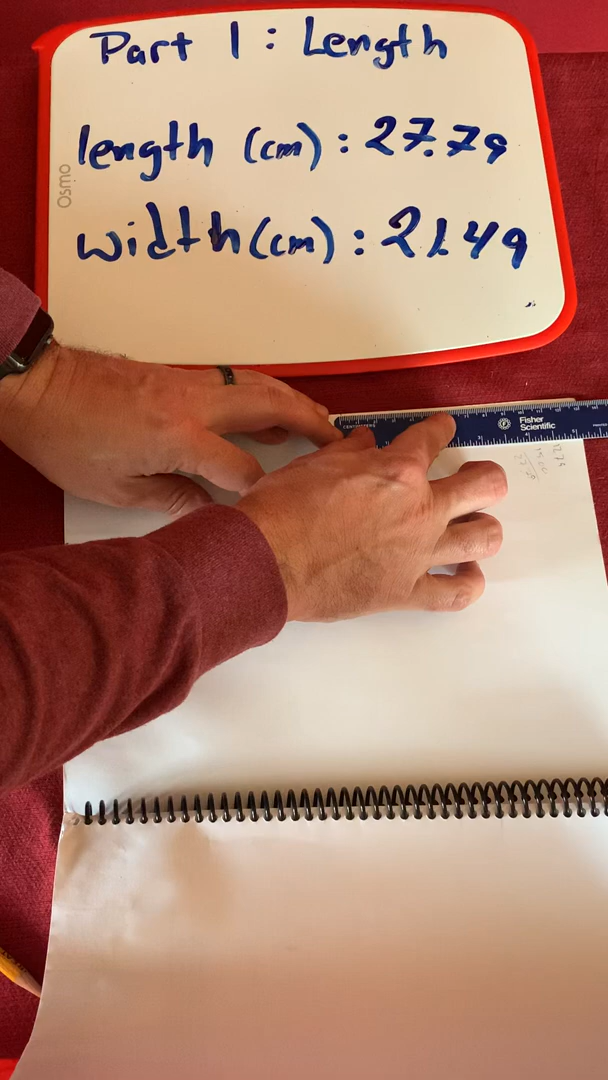 Part 1: Length
length (cm): 27.79
width (cm): 21.49
Osmo
Fisher
Scientific